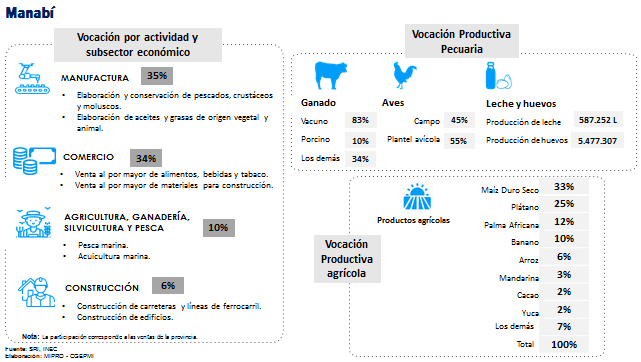 Manabí
Vocación por actividad y
subsector económico
MANUFACTURA 35%
• Elaboración y conservación de pescados, crustáceos
y moluscos.
• Elaboración de aceites y grasas de origen vegetal y
animal.
COMERCIO 34%
• Venta al por mayor de alimentos, bebidas y tabaco.
• Venta al por mayor de materiales para construcción.
AGRICULTURA, GANADERÍA,
SILVICULTURA Y PESCA 10%
• Pesca marina.
• Acuicultura marina.
CONSTRUCCIÓN 6%
• Construcción de carreteras y líneas de ferrocarril.
• Construcción de edificios.
Nota: La participación corresponde a las ventas de la provincia.
Fuente: SRI, INEC
Elaboración: MIPRO - CGEPMI
Vocación Productiva
Pecuaria
Ganado
Vacuno 83%
Porcino 10%
Los demás 34%
Aves
Campo 45%
Plantel avícola 55%
Leche y huevos
Producción de leche 587.252 L
Producción de huevos 5.477.307
Vocación
Productiva
agrícola
Productos agrícolas
Maíz Duro Seco 33%
Plátano 25%
Palma Africana 12%
Banano 10%
Arroz 6%
Mandarina 3%
Cacao 2%
Yuca 2%
Los demás 7%
Total 100%